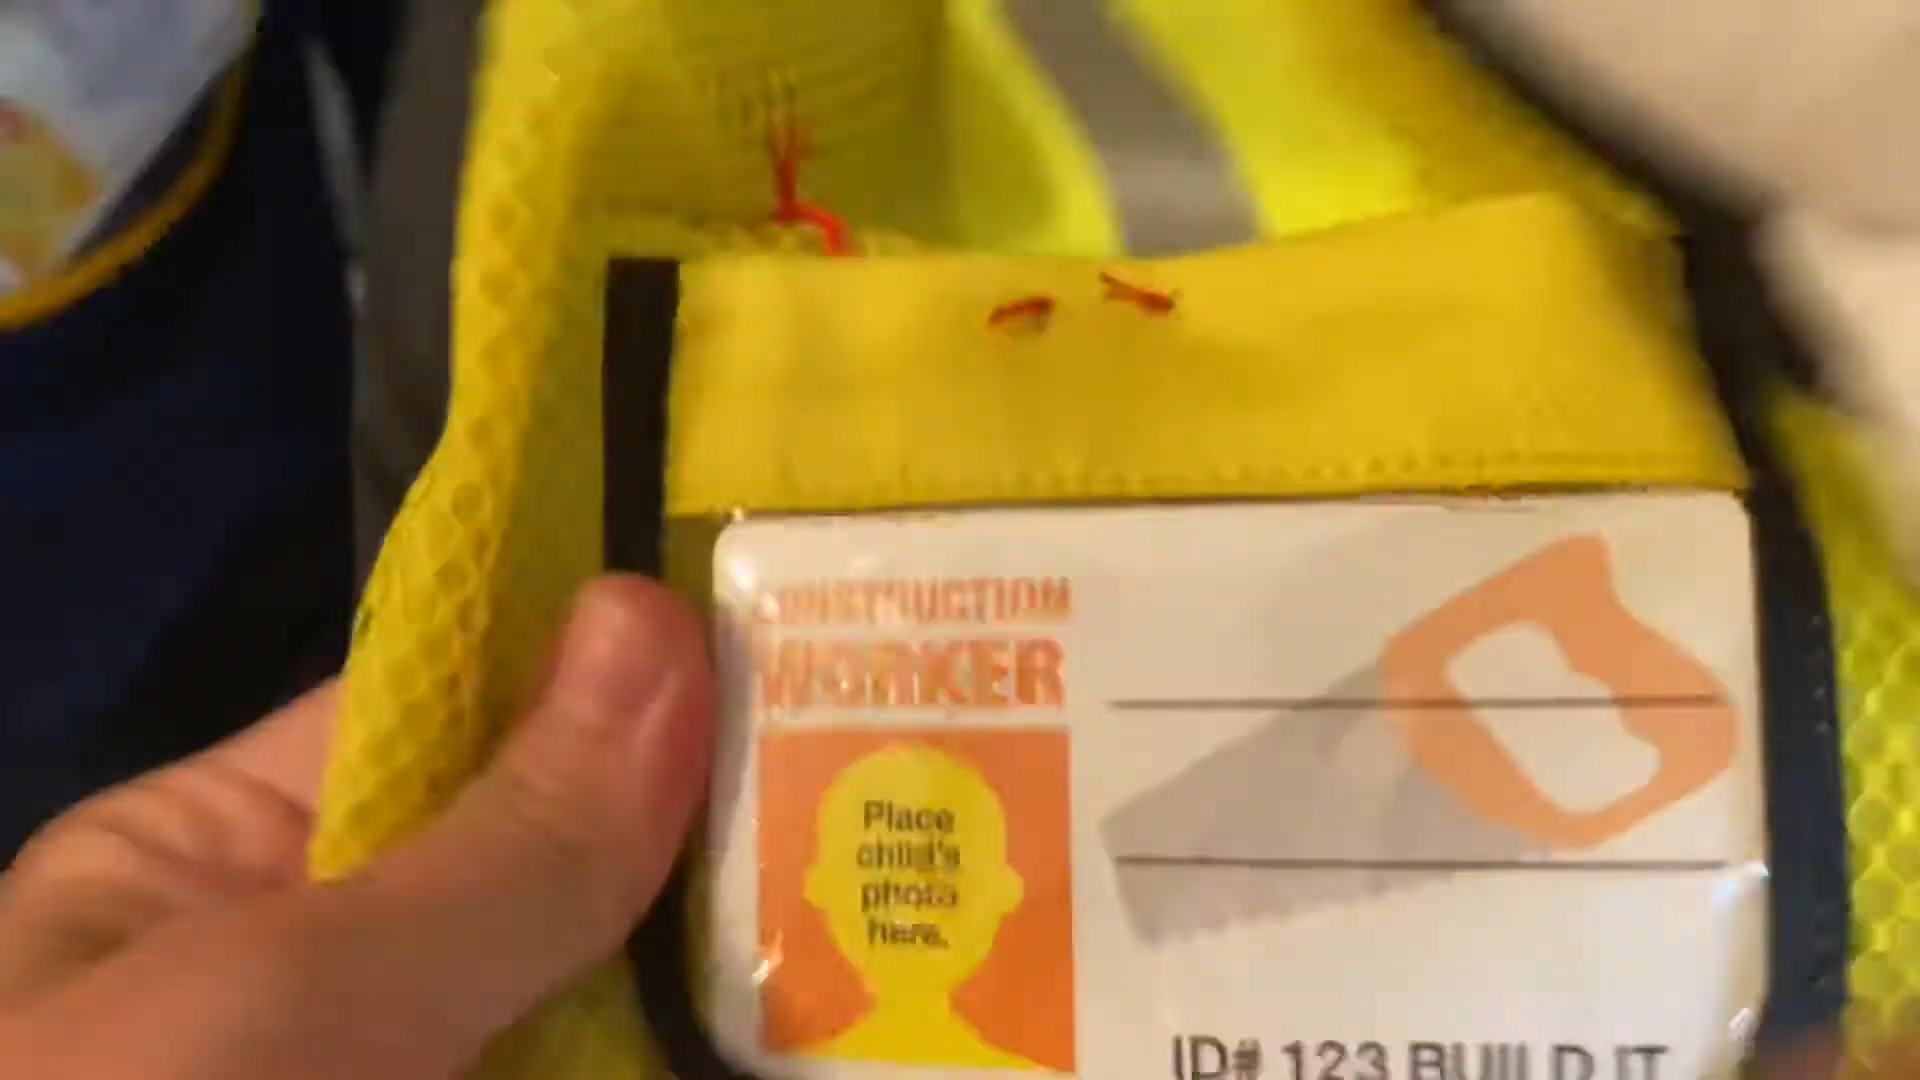 CONSTRUCTION
WORKER
Place
child's
photo
here.
ID# 123 BUILD IT